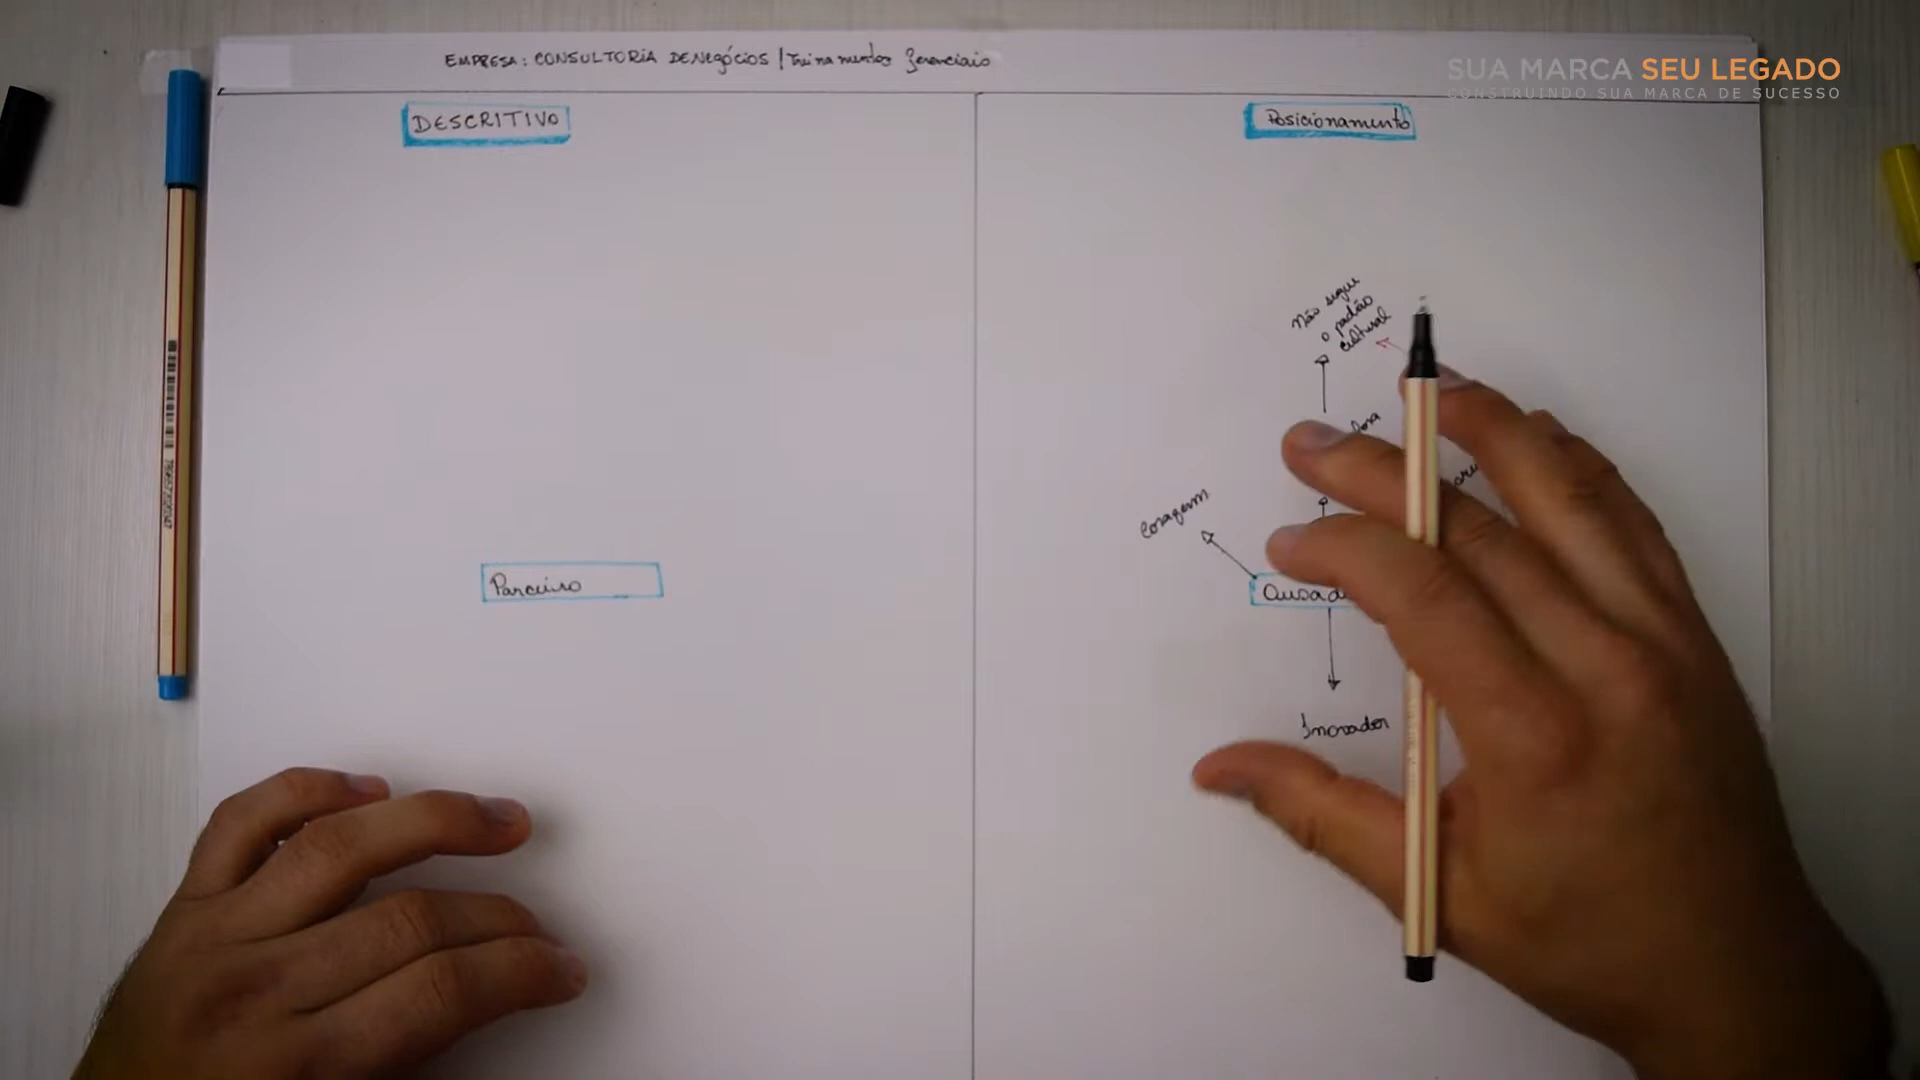 EMPRESA: CONSULTORIA DE NEGÓCIOS / Treinamentos Gerenciais
SUA MARCA SEU LEGADO
CONSTRUINDO SUA MARCA DE SUCESSO
DESCRITIVO
Posicionamento
Não segue
o padrão
cultural
Coragem
Parceiro
Inovador